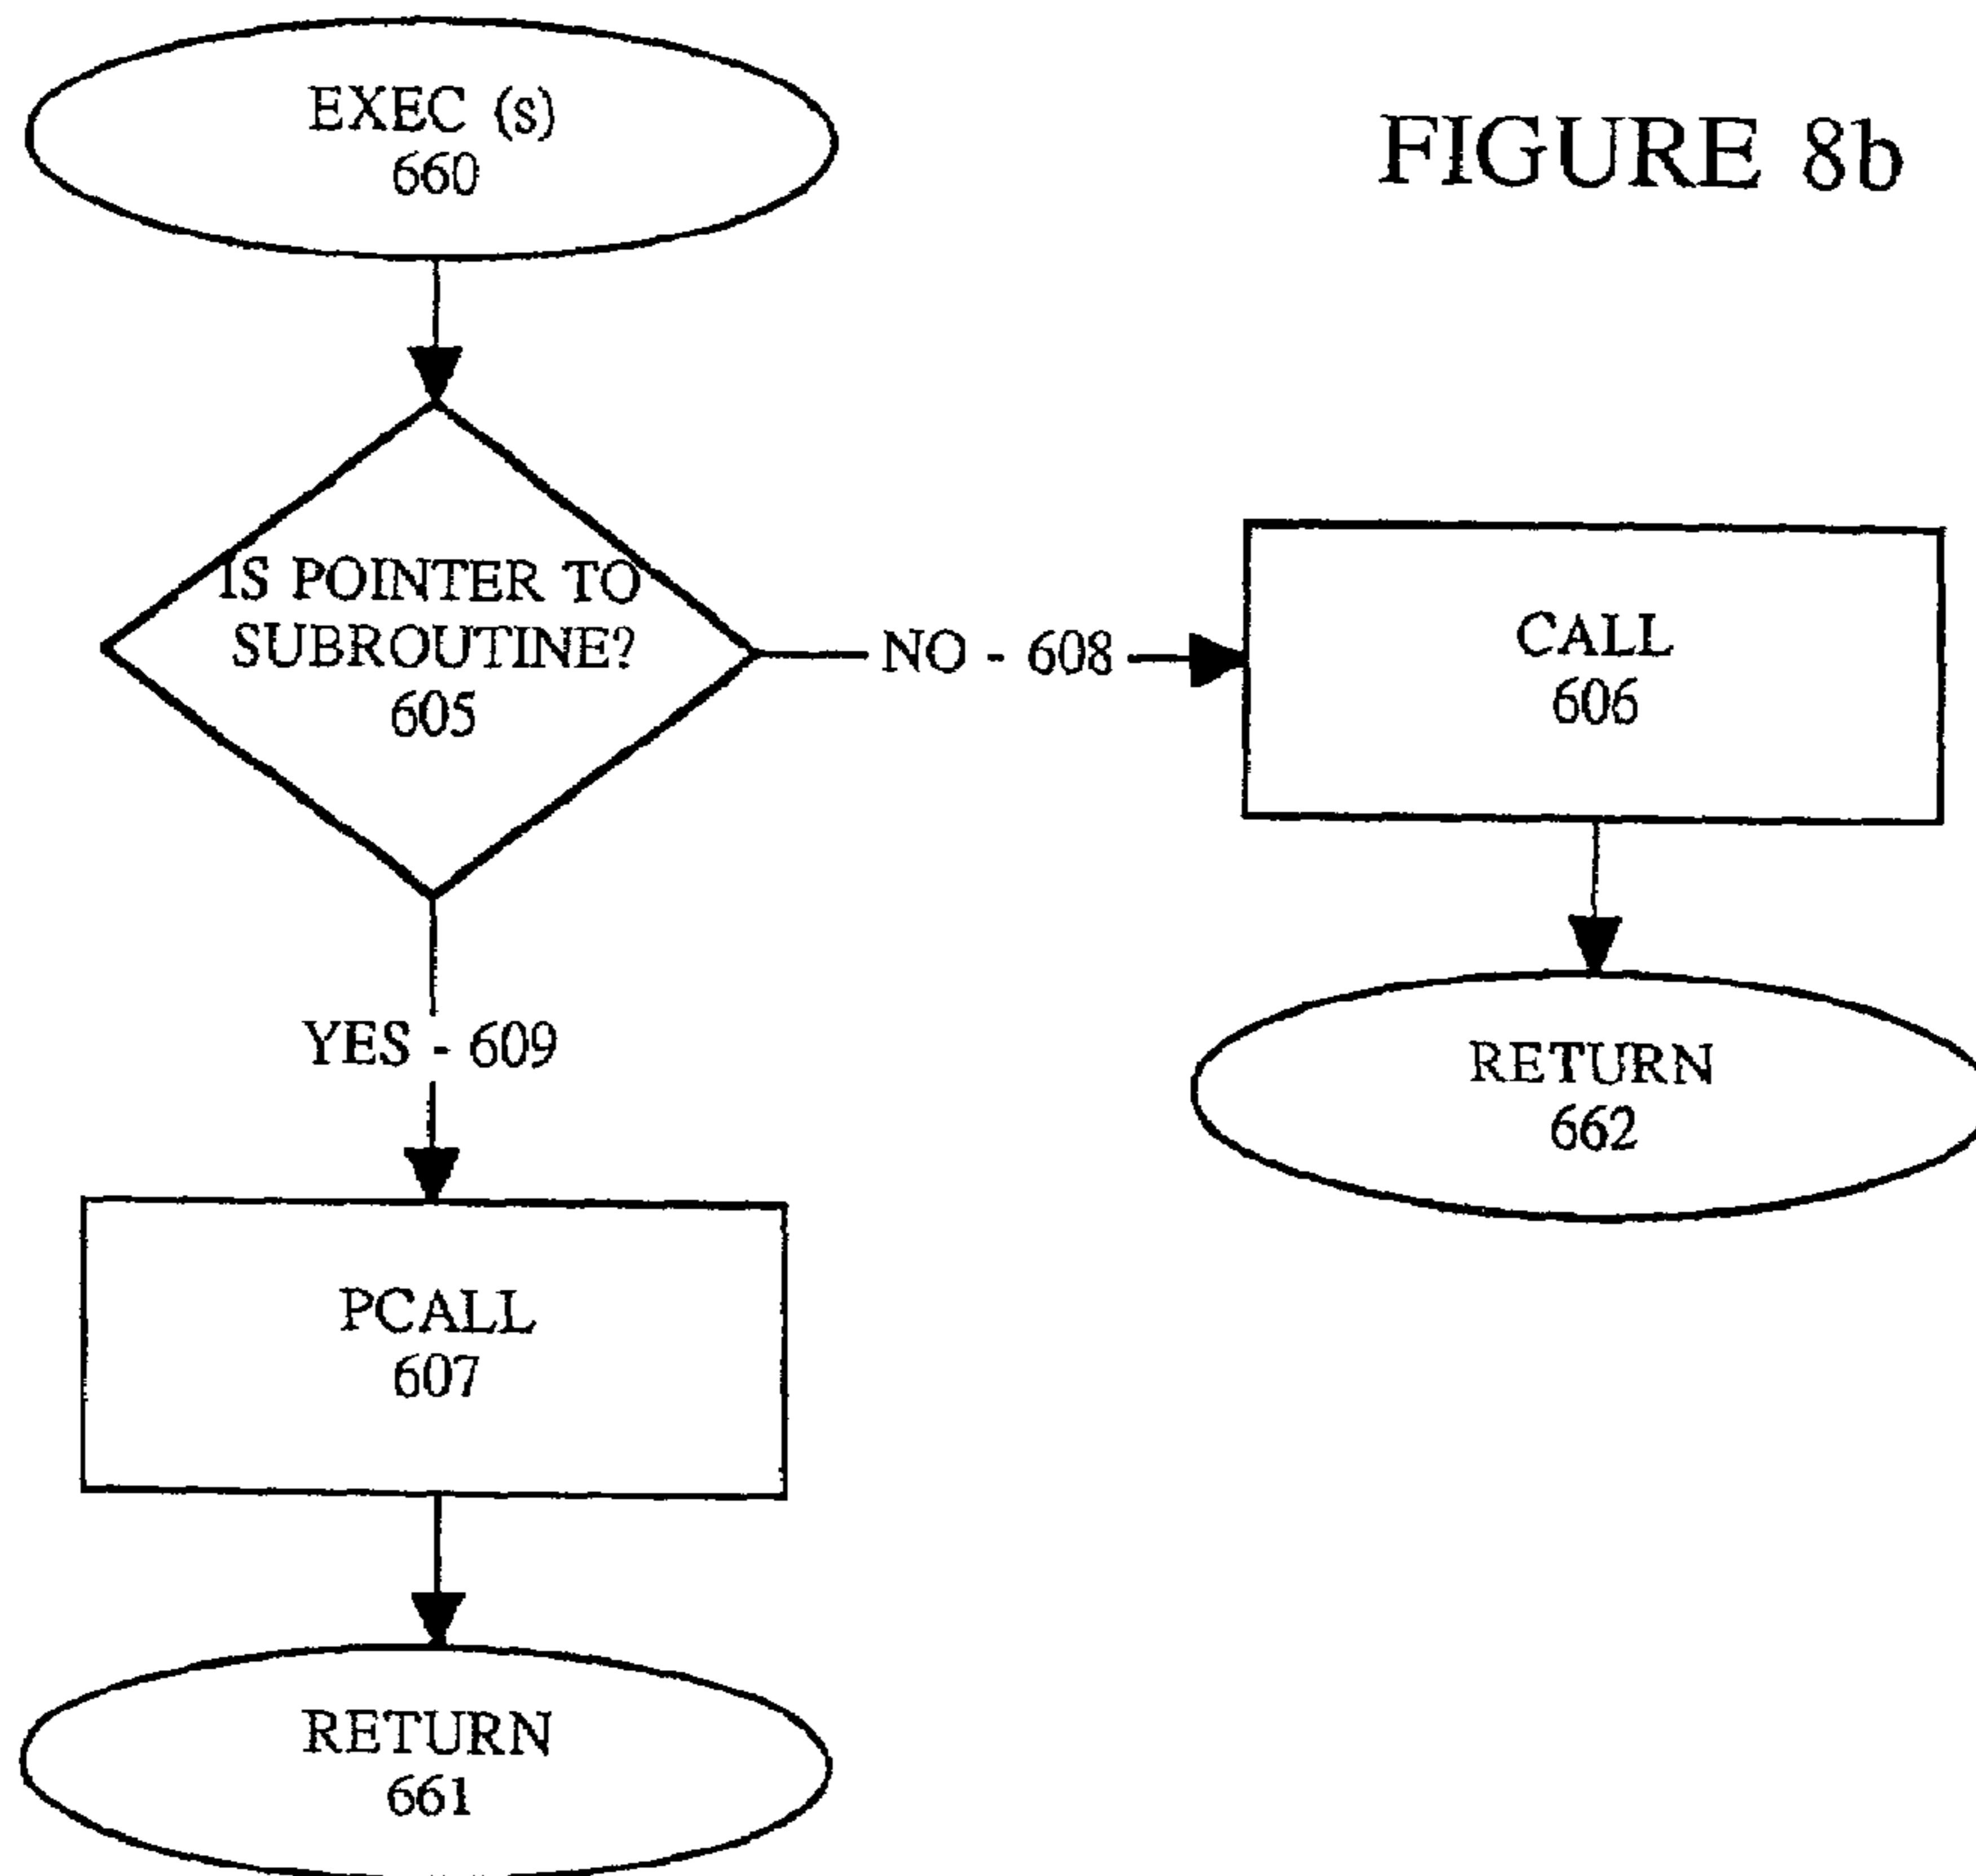 EXEC (s)
660
FIGURE 8b
IS POINTER TO
SUBROUTINE?
605
NO - 608
CALL
606
YES - 609
RETURN
662
PCALL
607
RETURN
661